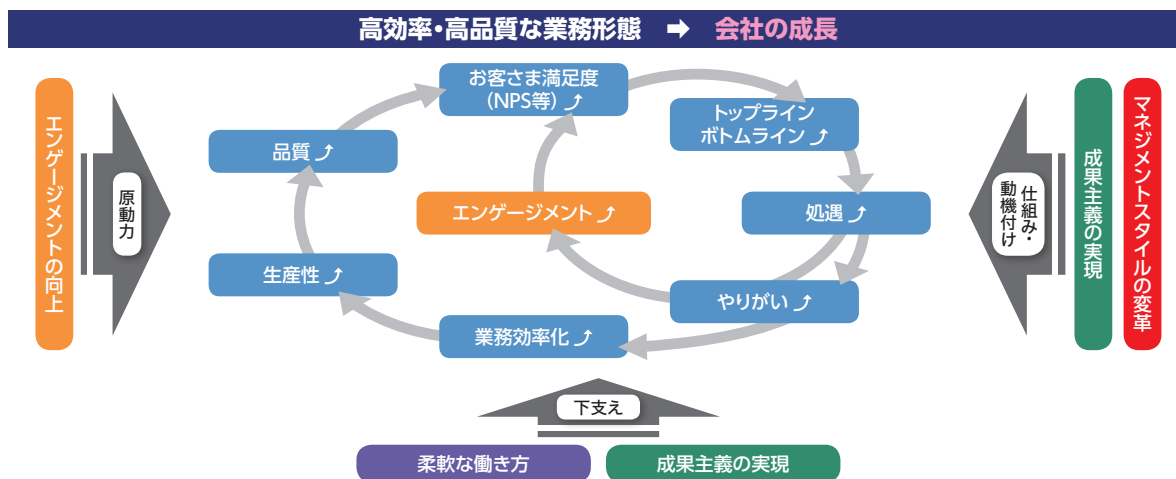 高効率・高品質な業務形態 ➡ 会社の成長
お客さま満足度
(NPS等)⤴
トップライン
ボトムライン⤴
品質⤴
エンゲージメント⤴
処遇⤴
生産性⤴
やりがい⤴
業務効率化⤴
エンゲージメントの向上
原動力
仕組み・
動機付け
成果主義の実現
マネジメントスタイルの変革
下支え
柔軟な働き方
成果主義の実現